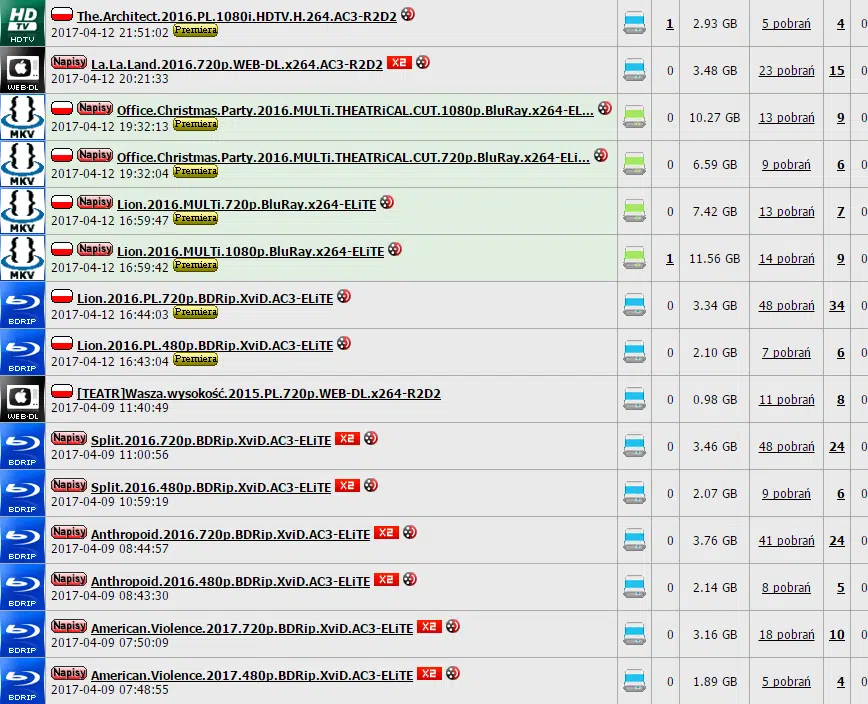 HD TV HDTV
The.Architect.2016.PL.1080i.HDTV.H.264.AC3-R2D2
2017-04-12 21:51:02 Premiera
1 2.93 GB 5 pobrań 4 0
WEB-DL
Napisy La.La.Land.2016.720p.WEB-DL.x264.AC3-R2D2 X2
2017-04-12 20:21:33
0 3.48 GB 23 pobrań 15 0
MKV
Napisy Office.Christmas.Party.2016.MULTi.THEATRiCAL.CUT.1080p.BluRay.x264-EL...
2017-04-12 19:32:13 Premiera
0 10.27 GB 13 pobrań 9 0
MKV
Napisy Office.Christmas.Party.2016.MULTi.THEATRiCAL.CUT.720p.BluRay.x264-ELi...
2017-04-12 19:32:04 Premiera
0 6.59 GB 9 pobrań 6 0
MKV
Napisy Lion.2016.MULTi.720p.BluRay.x264-ELiTE
2017-04-12 16:59:47 Premiera
0 7.42 GB 13 pobrań 7 0
MKV
Napisy Lion.2016.MULTi.1080p.BluRay.x264-ELiTE
2017-04-12 16:59:42 Premiera
1 11.56 GB 14 pobrań 9 0
BDRIP
Lion.2016.PL.720p.BDRip.XviD.AC3-ELiTE
2017-04-12 16:44:03 Premiera
0 3.34 GB 48 pobrań 34 0
BDRIP
Lion.2016.PL.480p.BDRip.XviD.AC3-ELiTE
2017-04-12 16:43:04 Premiera
0 2.10 GB 7 pobrań 6 0
WEB-DL
[TEATR]Wasza.wysokość.2015.PL.720p.WEB-DL.x264-R2D2
2017-04-09 11:40:49
0 0.98 GB 11 pobrań 8 0
BDRIP
Napisy Split.2016.720p.BDRip.XviD.AC3-ELiTE X2
2017-04-09 11:00:56
0 3.46 GB 48 pobrań 24 0
BDRIP
Napisy Split.2016.480p.BDRip.XviD.AC3-ELiTE X2
2017-04-09 10:59:19
0 2.07 GB 9 pobrań 6 0
BDRIP
Napisy Anthropoid.2016.720p.BDRip.XviD.AC3-ELiTE X2
2017-04-09 08:44:57
0 3.76 GB 41 pobrań 24 0
BDRIP
Napisy Anthropoid.2016.480p.BDRip.XviD.AC3-ELiTE X2
2017-04-09 08:43:30
0 2.14 GB 8 pobrań 5 0
BDRIP
Napisy American.Violence.2017.720p.BDRip.XviD.AC3-ELiTE X2
2017-04-09 07:50:09
0 3.16 GB 18 pobrań 10 0
BDRIP
Napisy American.Violence.2017.480p.BDRip.XviD.AC3-ELiTE X2
2017-04-09 07:48:55
0 1.89 GB 5 pobrań 4 0